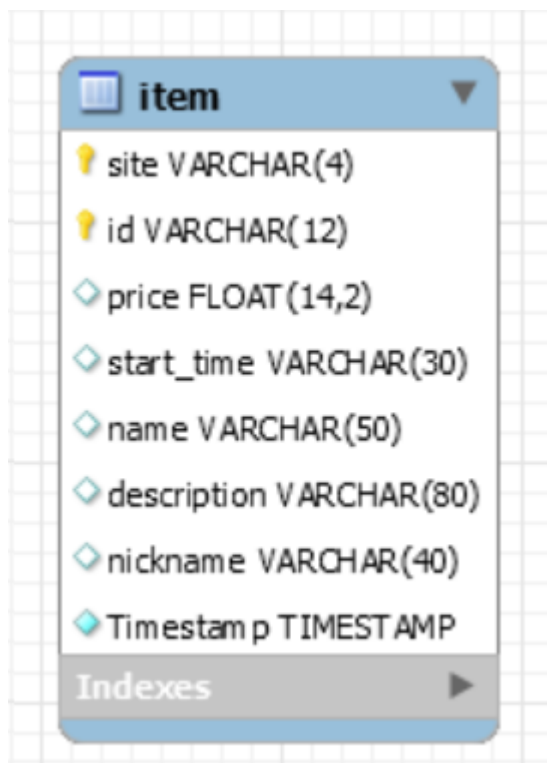 item
site VARCHAR(4)
id VARCHAR(12)
price FLOAT(14,2)
start_time VARCHAR(30)
name VARCHAR(50)
description VARCHAR(80)
nickname VARCHAR(40)
Timestamp TIMESTAMP
Indexes